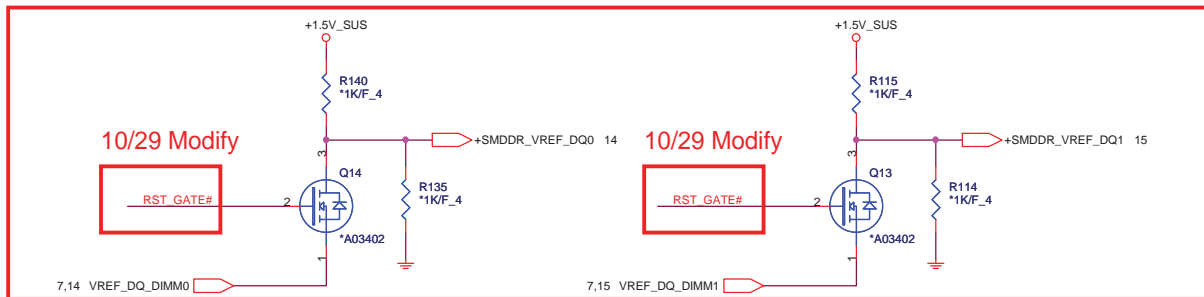 +1.5V_SUS
R140
*1K/F_4
10/29 Modify
+SMDDR_VREF_DQ0 14
3
Q14
RST_GATE#
2
R135
*1K/F_4
*A03402
1
7,14 VREF_DQ_DIMM0
+1.5V_SUS
R115
*1K/F_4
10/29 Modify
+SMDDR_VREF_DQ1 15
3
Q13
RST_GATE#
2
R114
*1K/F_4
*A03402
1
7,15 VREF_DQ_DIMM1